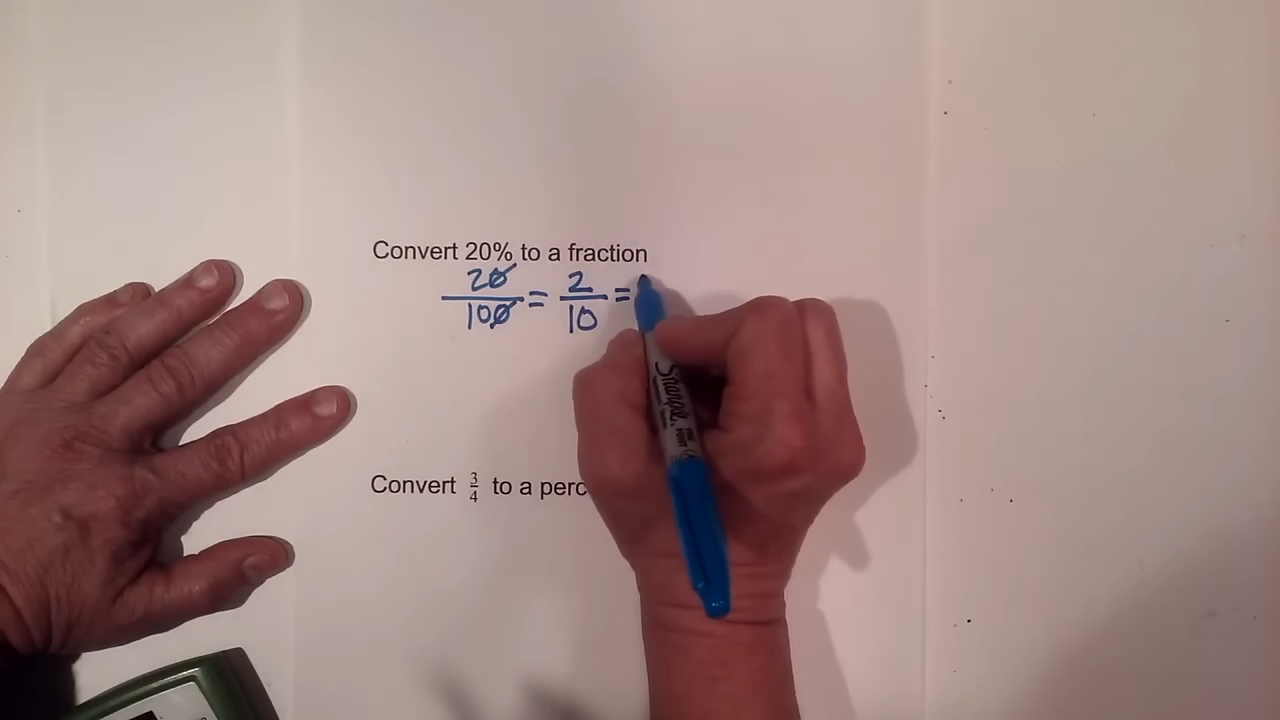 Convert 20% to a fraction
20/100 = 2/10 =
Convert 3/4 to a perc
Sharpie